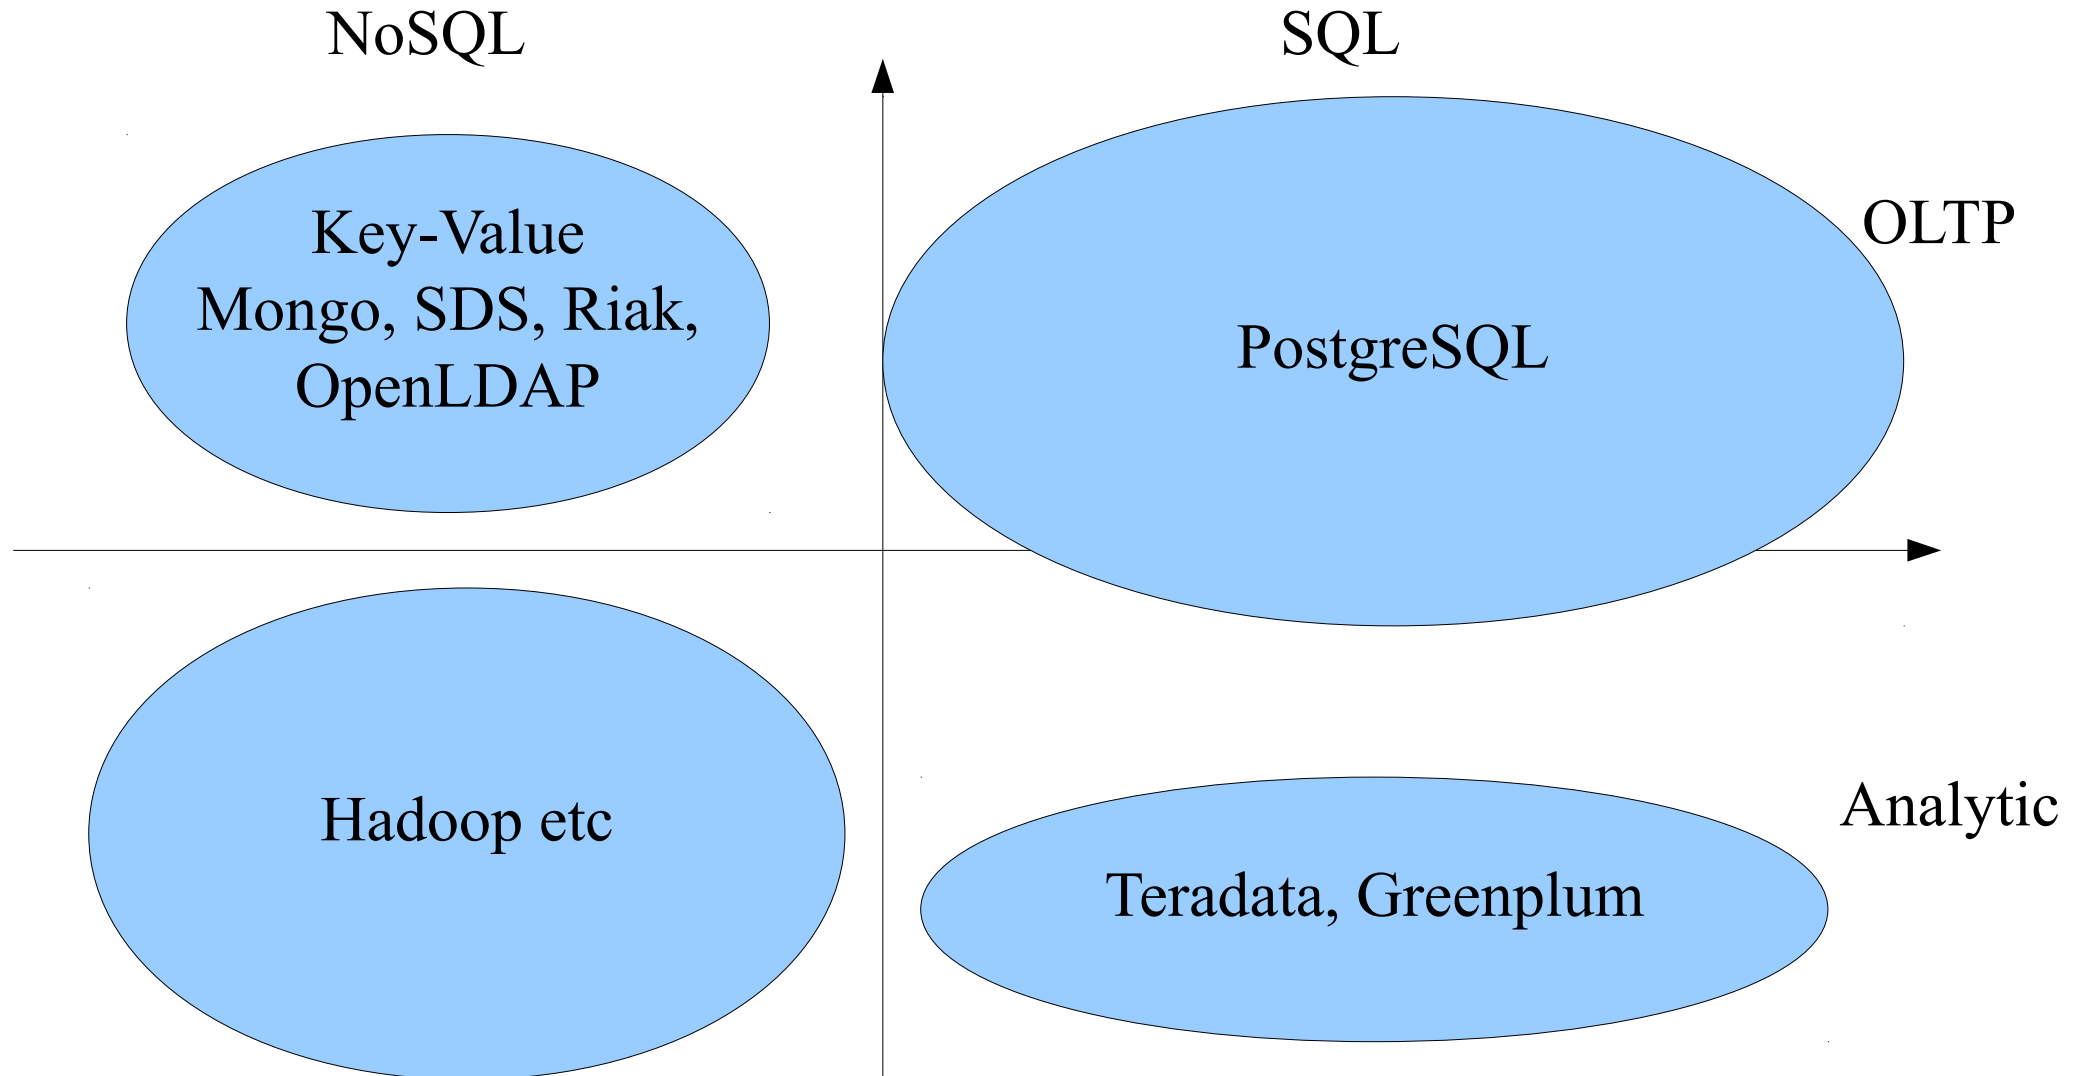 NoSQL
SQL
Key-Value
Mongo, SDS, Riak,
OpenLDAP
PostgreSQL
OLTP
Hadoop etc
Teradata, Greenplum
Analytic